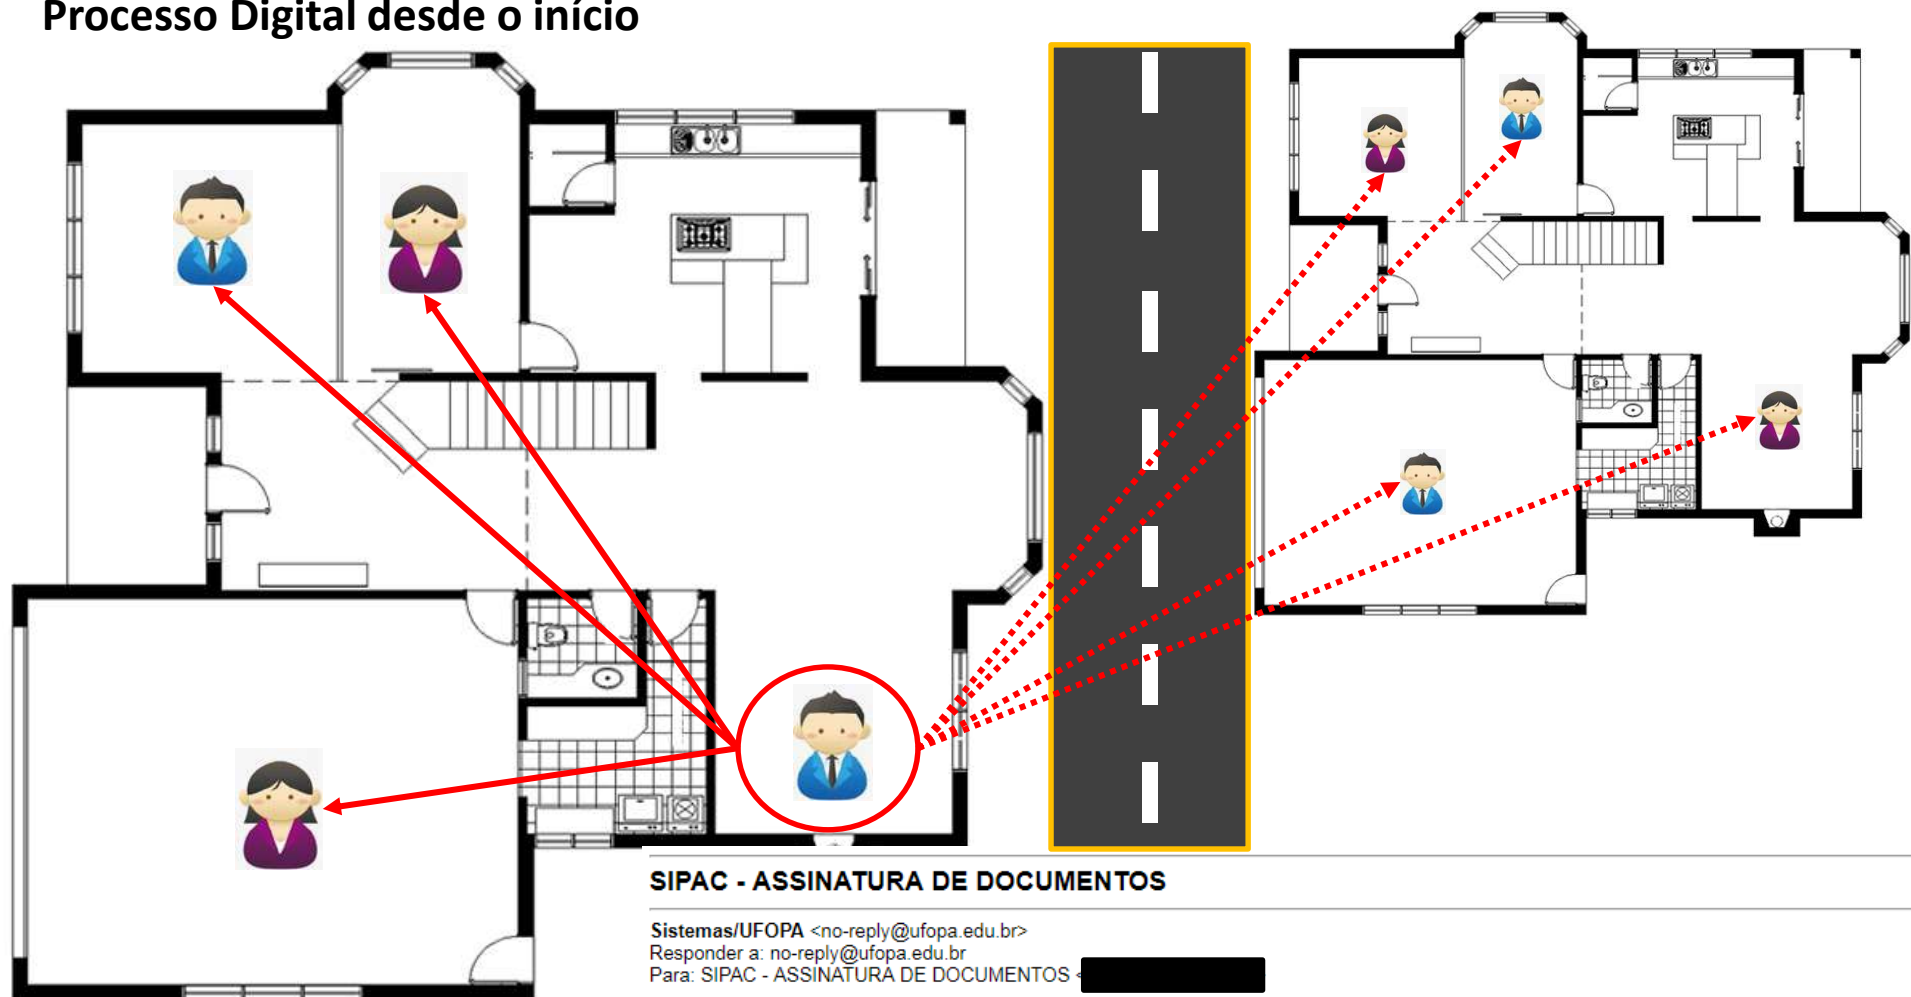 Processo Digital desde o início
SIPAC - ASSINATURA DE DOCUMENTOS
Sistemas/UFOPA <no-reply@ufopa.edu.br>
Responder a: no-reply@ufopa.edu.br
Para: SIPAC - ASSINATURA DE DOCUMENTOS <